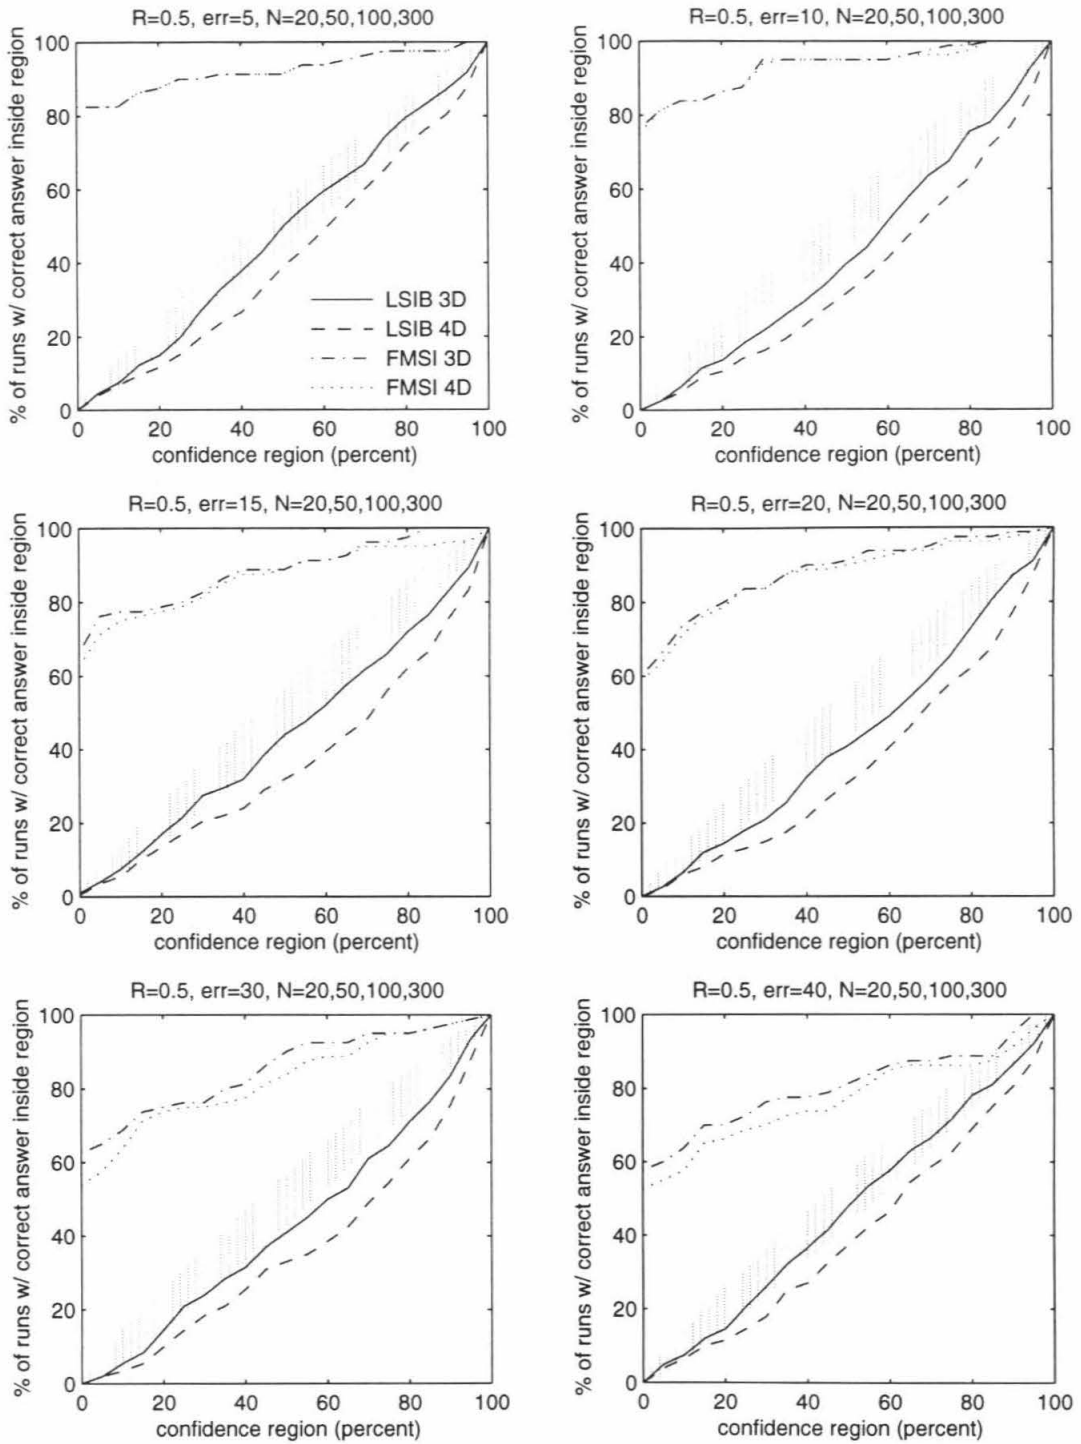 R=0.5, err=5, N=20,50,100,300
% of runs w/ correct answer inside region
100
80
60
40
20
0
LSIB 3D
LSIB 4D
FMSI 3D
FMSI 4D
0 20 40 60 80 100
confidence region (percent)
R=0.5, err=10, N=20,50,100,300
% of runs w/ correct answer inside region
100
80
60
40
20
0
0 20 40 60 80 100
confidence region (percent)
R=0.5, err=15, N=20,50,100,300
% of runs w/ correct answer inside region
100
80
60
40
20
0
0 20 40 60 80 100
confidence region (percent)
R=0.5, err=20, N=20,50,100,300
% of runs w/ correct answer inside region
100
80
60
40
20
0
0 20 40 60 80 100
confidence region (percent)
R=0.5, err=30, N=20,50,100,300
% of runs w/ correct answer inside region
100
80
60
40
20
0
0 20 40 60 80 100
confidence region (percent)
R=0.5, err=40, N=20,50,100,300
% of runs w/ correct answer inside region
100
80
60
40
20
0
0 20 40 60 80 100
confidence region (percent)